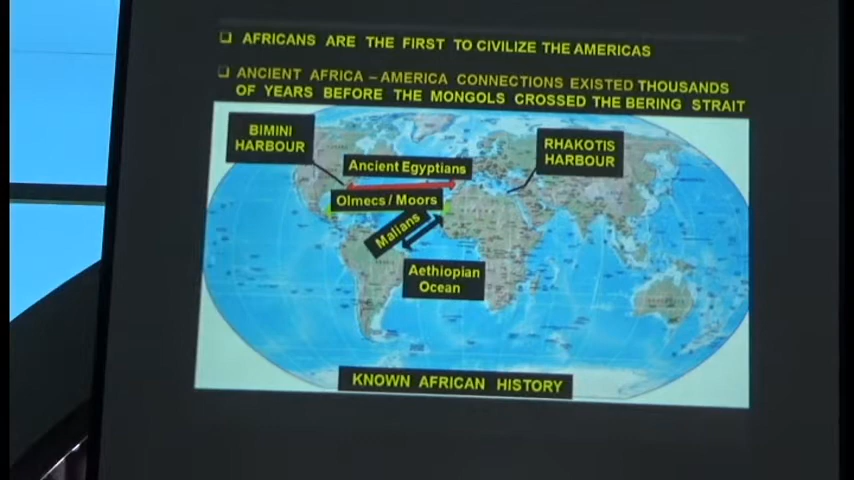 ❑ AFRICANS ARE THE FIRST TO CIVILIZE THE AMERICAS
❑ ANCIENT AFRICA – AMERICA CONNECTIONS EXISTED THOUSANDS
OF YEARS BEFORE THE MONGOLS CROSSED THE BERING STRAIT
BIMINI
HARBOUR
RHAKOTIS
HARBOUR
Ancient Egyptians
Olmecs / Moors
Malians
Aethiopian
Ocean
KNOWN AFRICAN HISTORY